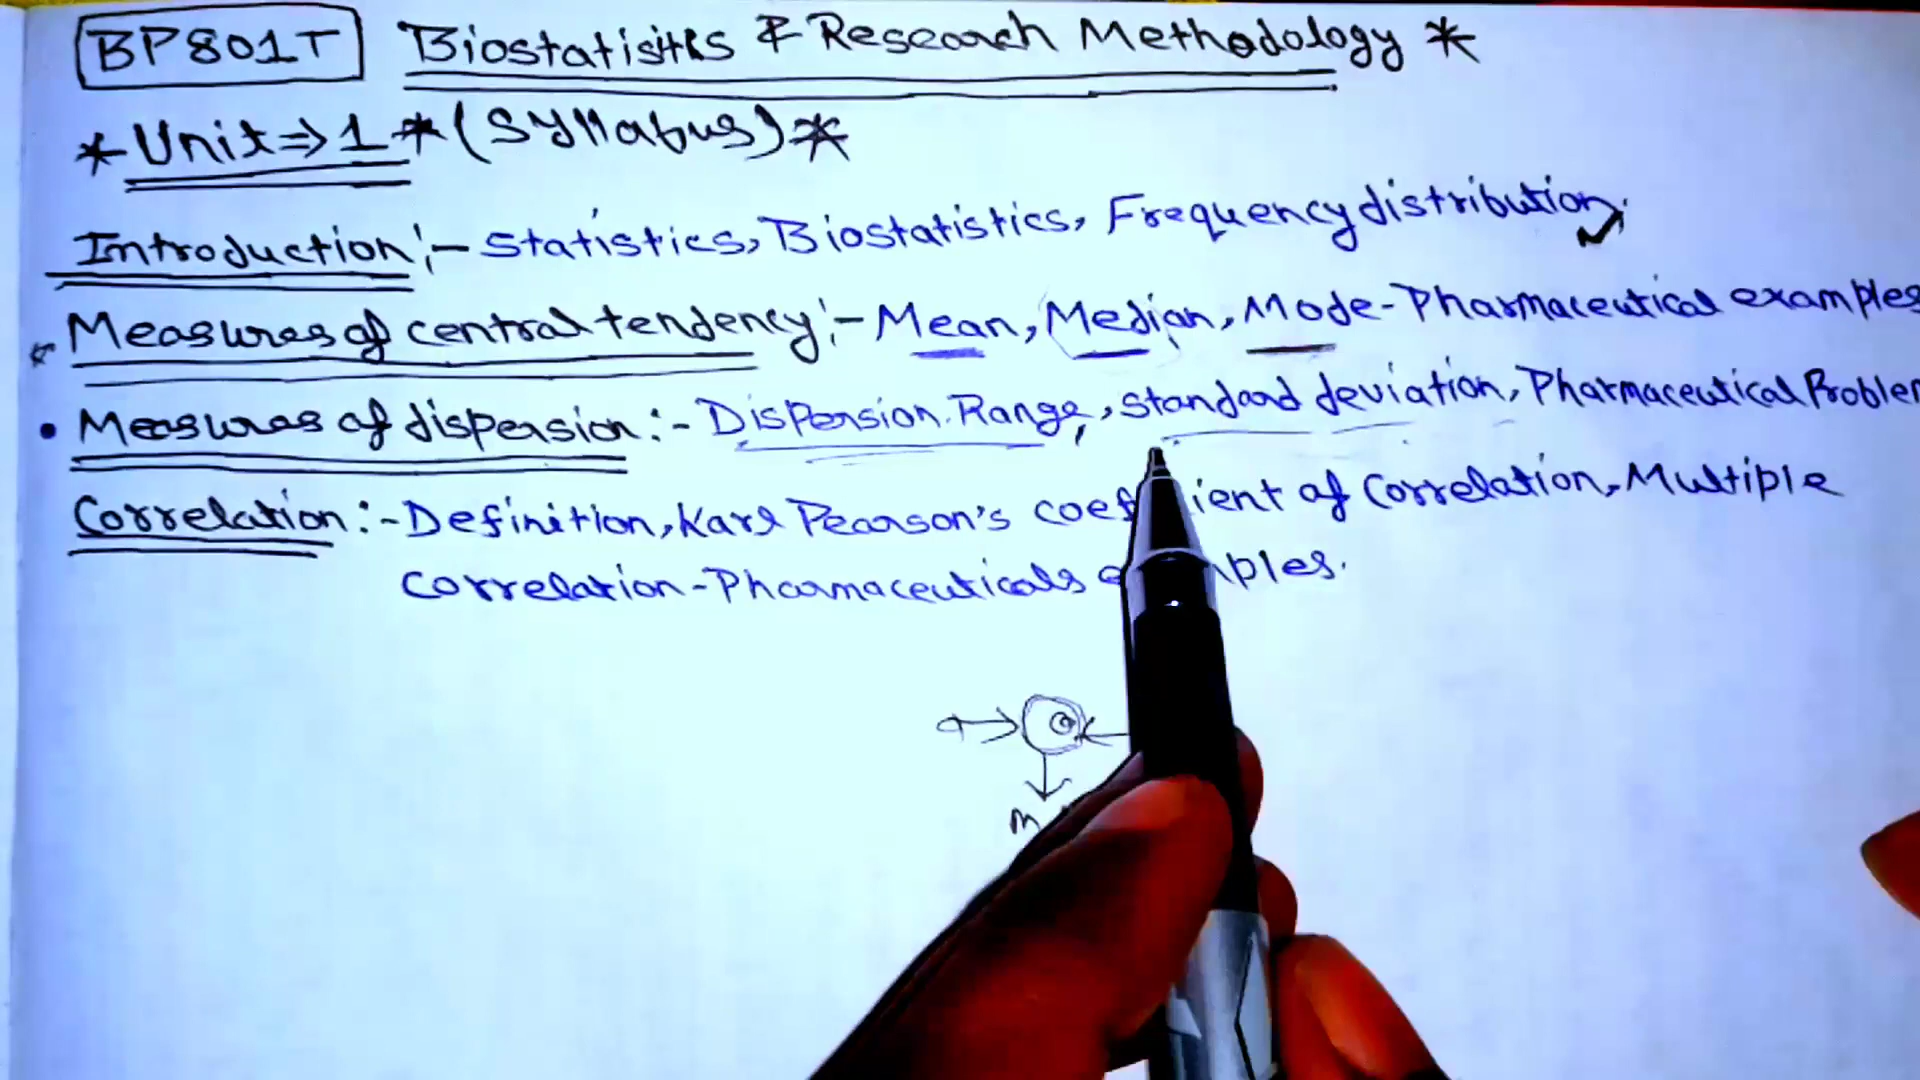 BP801T Biostatisitcs & Research Methodology *
* Unit ⇒ 1 * (Syllabus) *
Introduction :- Statistics, Biostatistics, Frequency distribution.
Measures of central tendency :- Mean, Median, Mode - Pharmaceutical examples
• Measures of dispersion :- Dispersion, Range, standard deviation, Pharmaceutical Problem
Correlation :- Definition, Karl Pearson's coefficient of Correlation, Multiple
Correlation - Pharmaceuticals examples.